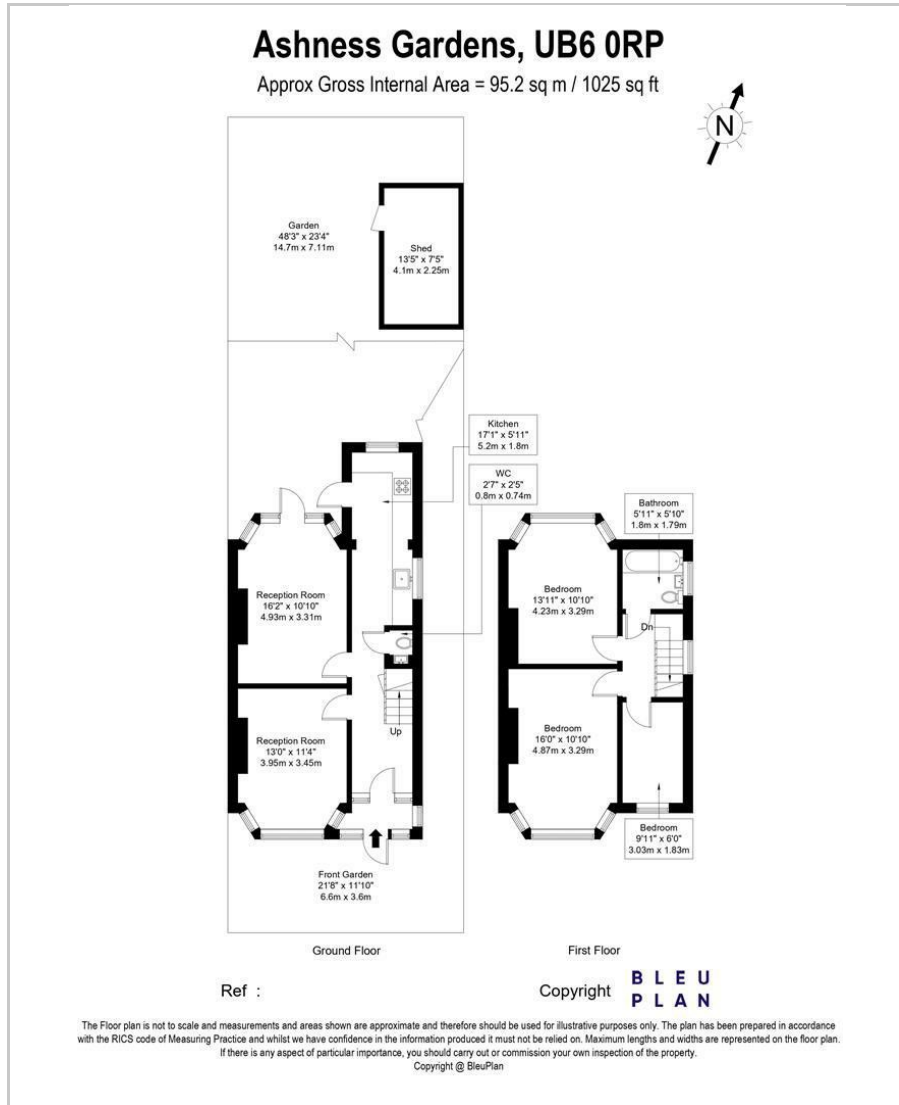 Ashness Gardens, UB6 0RP
Approx Gross Internal Area = 95.2 sq m / 1025 sq ft
N
Garden
48'3" x 23'4"
14.7m x 7.11m
Shed
13'5" x 7'5"
4.1m x 2.25m
Kitchen
17'1" x 5'11"
5.2m x 1.8m
WC
2'7" x 2'5"
0.8m x 0.74m
Reception Room
16'2" x 10'10"
4.93m x 3.31m
Reception Room
13'0" x 11'4"
3.95m x 3.45m
Up
Front Garden
21'8" x 11'10"
6.6m x 3.6m
Ground Floor
Bathroom
5'11" x 5'10"
1.8m x 1.79m
Bedroom
13'11" x 10'10"
4.23m x 3.29m
Dn
Bedroom
16'0" x 10'10"
4.87m x 3.29m
Bedroom
9'11" x 6'0"
3.03m x 1.83m
First Floor
Ref :
Copyright
BLEU
PLAN
The Floor plan is not to scale and measurements and areas shown are approximate and therefore should be used for illustrative purposes only. The plan has been prepared in accordance
with the RICS code of Measuring Practice and whilst we have confidence in the information produced it must not be relied on. Maximum lengths and widths are represented on the floor plan.
If there is any aspect of particular importance, you should carry out or commission your own inspection of the property.
Copyright @ BleuPlan